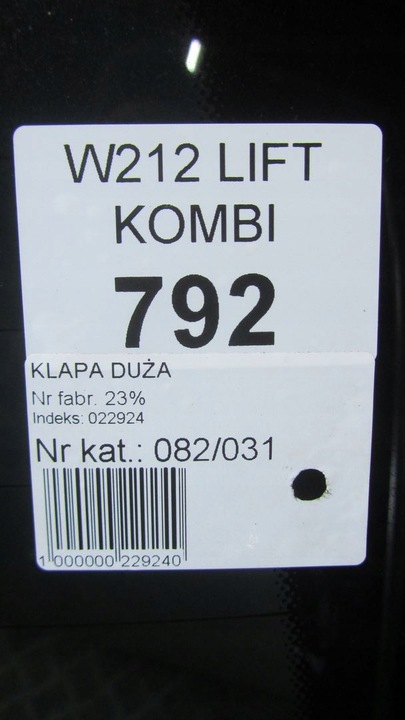 W212 LIFT
KOMBI
792
KLAPA DUŻA
Nr fabr. 23%
Indeks: 022924
Nr kat.: 082/031
1 000000 229240